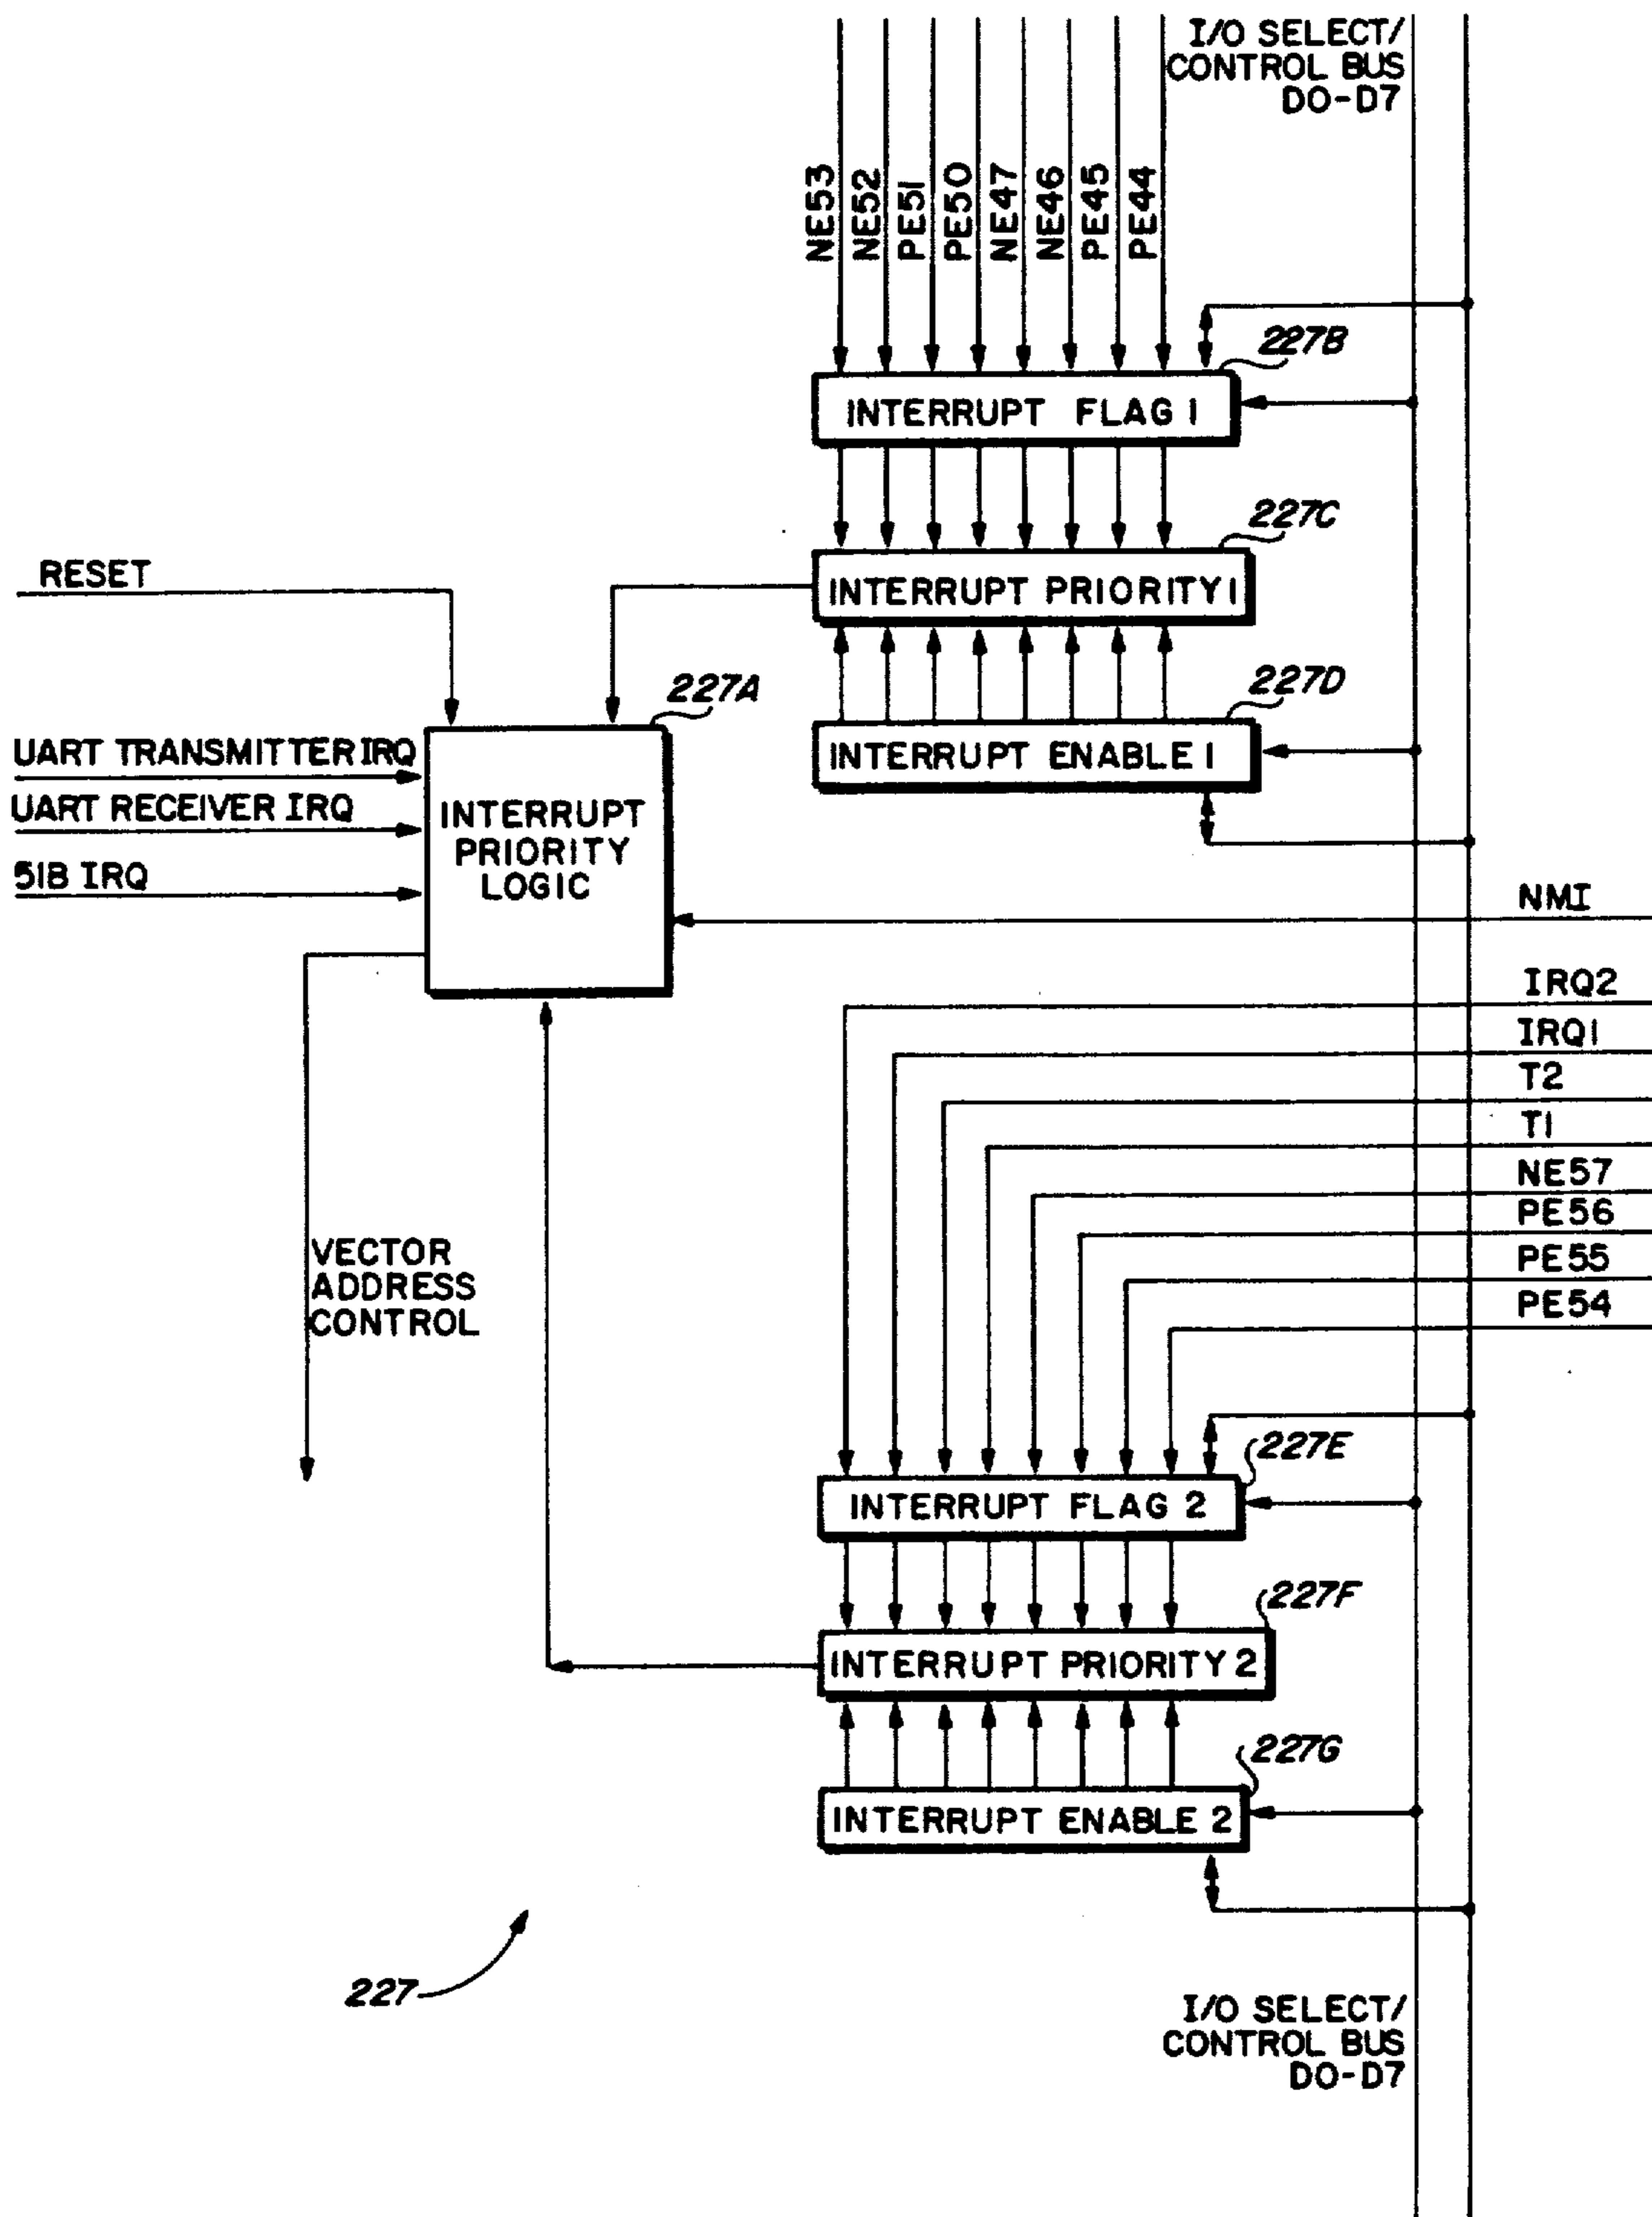 I/O SELECT/
CONTROL BUS
D0-D7
NE53
NE52
PE51
PE50
NE47
NE46
PE45
PE44
227B
INTERRUPT FLAG 1
227C
INTERRUPT PRIORITY 1
RESET
227D
227A
INTERRUPT ENABLE 1
UART TRANSMITTER IRQ
UART RECEIVER IRQ
51B IRQ
INTERRUPT
PRIORITY
LOGIC
NMI
IRQ2
IRQ1
T2
T1
NE57
PE56
PE55
PE54
VECTOR
ADDRESS
CONTROL
227E
INTERRUPT FLAG 2
227F
INTERRUPT PRIORITY 2
227G
INTERRUPT ENABLE 2
227
I/O SELECT/
CONTROL BUS
D0-D7